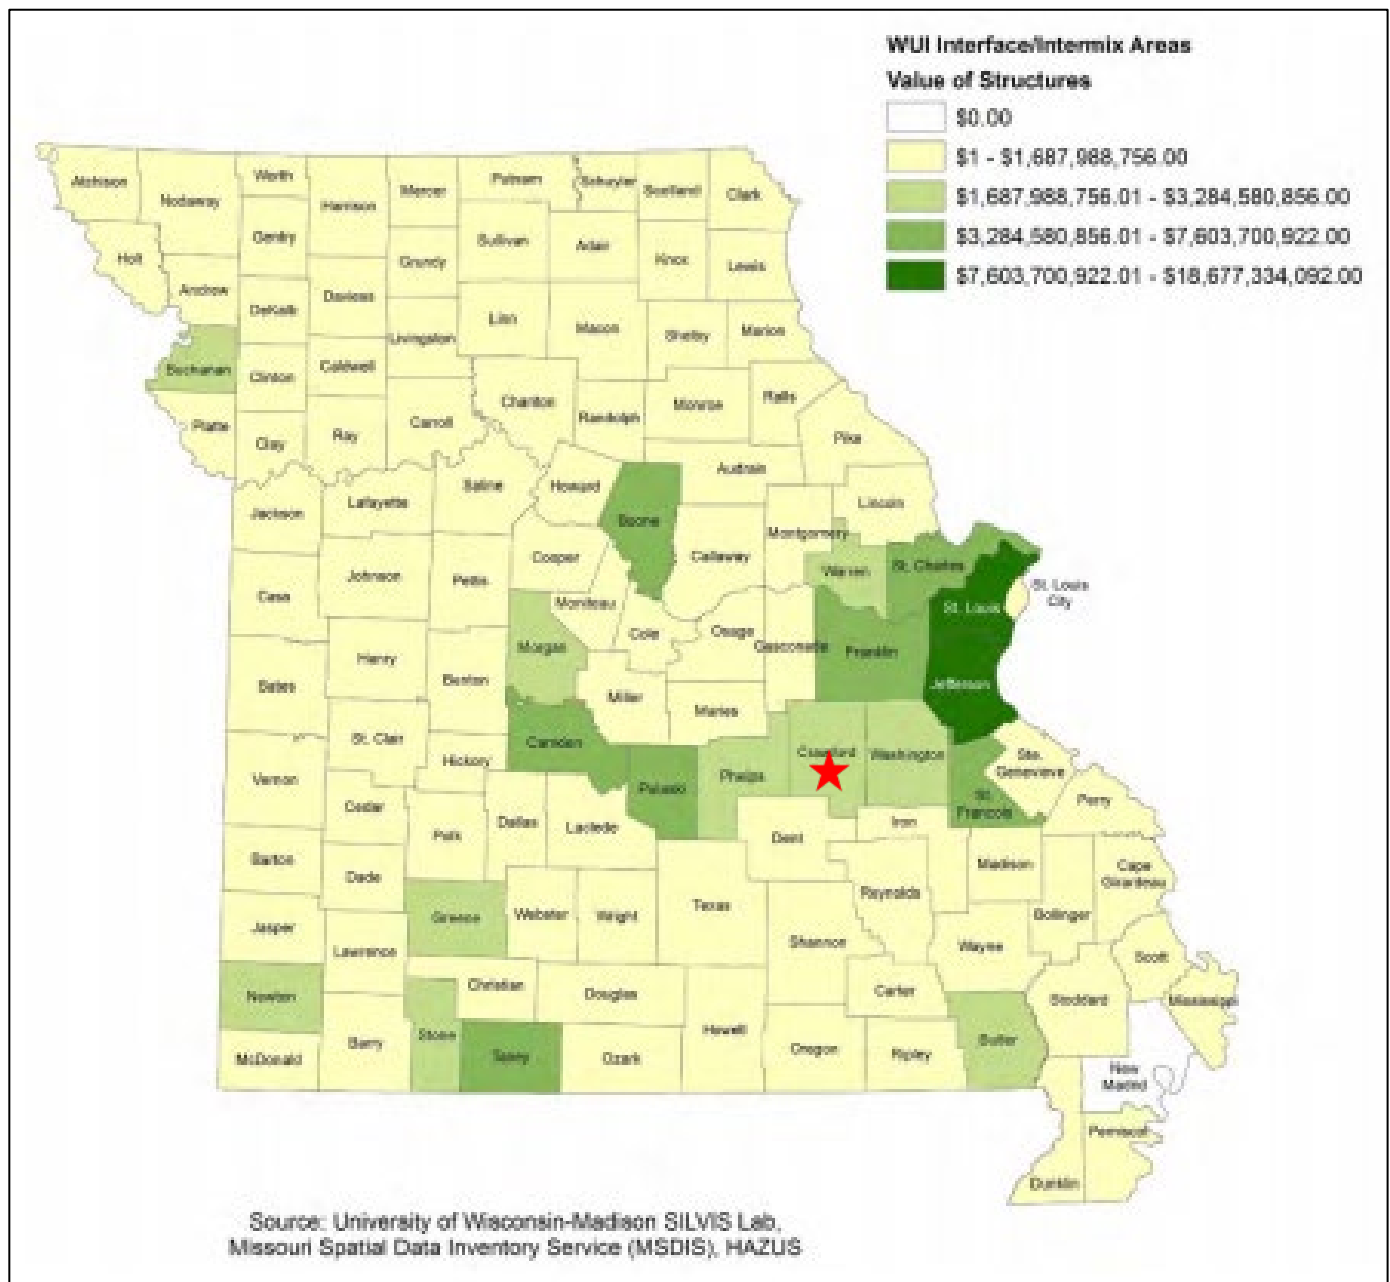 WUI Interface/Intermix Areas
Value of Structures
$0.00
$1 - $1,687,988,756.00
$1,687,988,756.01 - $3,284,580,856.00
$3,284,580,856.01 - $7,603,700,922.00
$7,603,700,922.01 - $18,677,334,092.00
Atchison
Nodaway
Worth
Harrison
Mercer
Putnam
Schuyler
Scotland
Clark
Holt
Gentry
Sullivan
Adair
Knox
Lewis
Andrew
DeKalb
Daviess
Grundy
Livingston
Linn
Macon
Shelby
Marion
Buchanan
Clinton
Caldwell
Platte
Clay
Ray
Carroll
Chariton
Randolph
Monroe
Ralls
Pike
Jackson
Lafayette
Saline
Howard
Boone
Audrain
Lincoln
Montgomery
Callaway
Cooper
Warren
St. Charles
St. Louis
St. Louis
City
Cass
Johnson
Pettis
Moniteau
Cole
Osage
Gasconade
Franklin
Jefferson
Morgan
Bates
Henry
Benton
Miller
Maries
St. Clair
Hickory
Camden
Pulaski
Phelps
Crawford
Washington
Ste.
Genevieve
St.
Francois
Perry
Vernon
Cedar
Polk
Dallas
Laclede
Dent
Iron
Madison
Cape
Girardeau
Barton
Dade
Greene
Webster
Wright
Texas
Shannon
Reynolds
Wayne
Bollinger
Scott
Jasper
Lawrence
Christian
Douglas
Carter
Stoddard
Mississippi
Newton
Stone
Taney
Ozark
Howell
Oregon
Ripley
Butler
McDonald
Barry
New
Madrid
Pemiscot
Dunklin
Source: University of Wisconsin-Madison SILVIS Lab,
Missouri Spatial Data Inventory Service (MSDIS), HAZUS